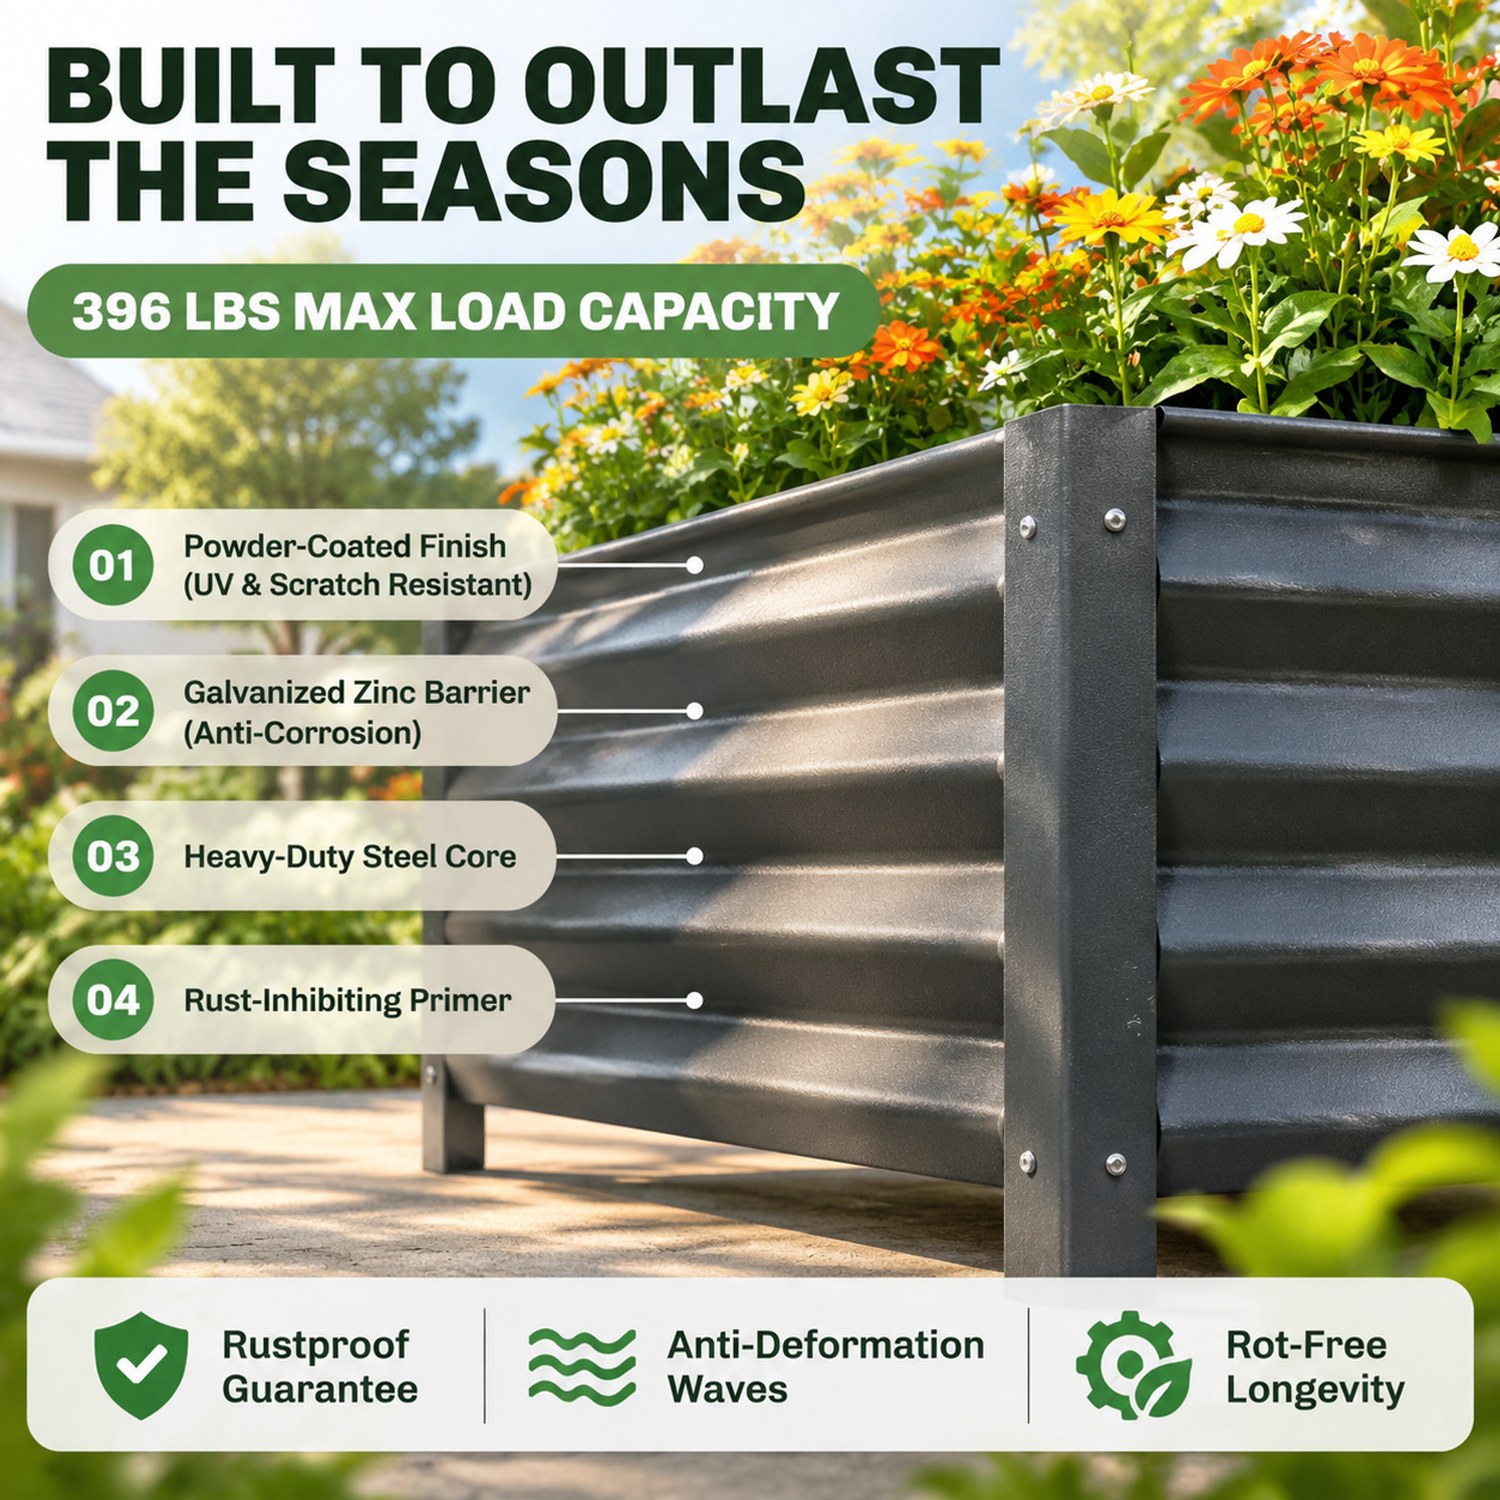 BUILT TO OUTLAST
THE SEASONS
396 LBS MAX LOAD CAPACITY
01
Powder-Coated Finish
(UV & Scratch Resistant)
02
Galvanized Zinc Barrier
(Anti-Corrosion)
03
Heavy-Duty Steel Core
04
Rust-Inhibiting Primer
Rustproof
Guarantee
Anti-Deformation
Waves
Rot-Free
Longevity